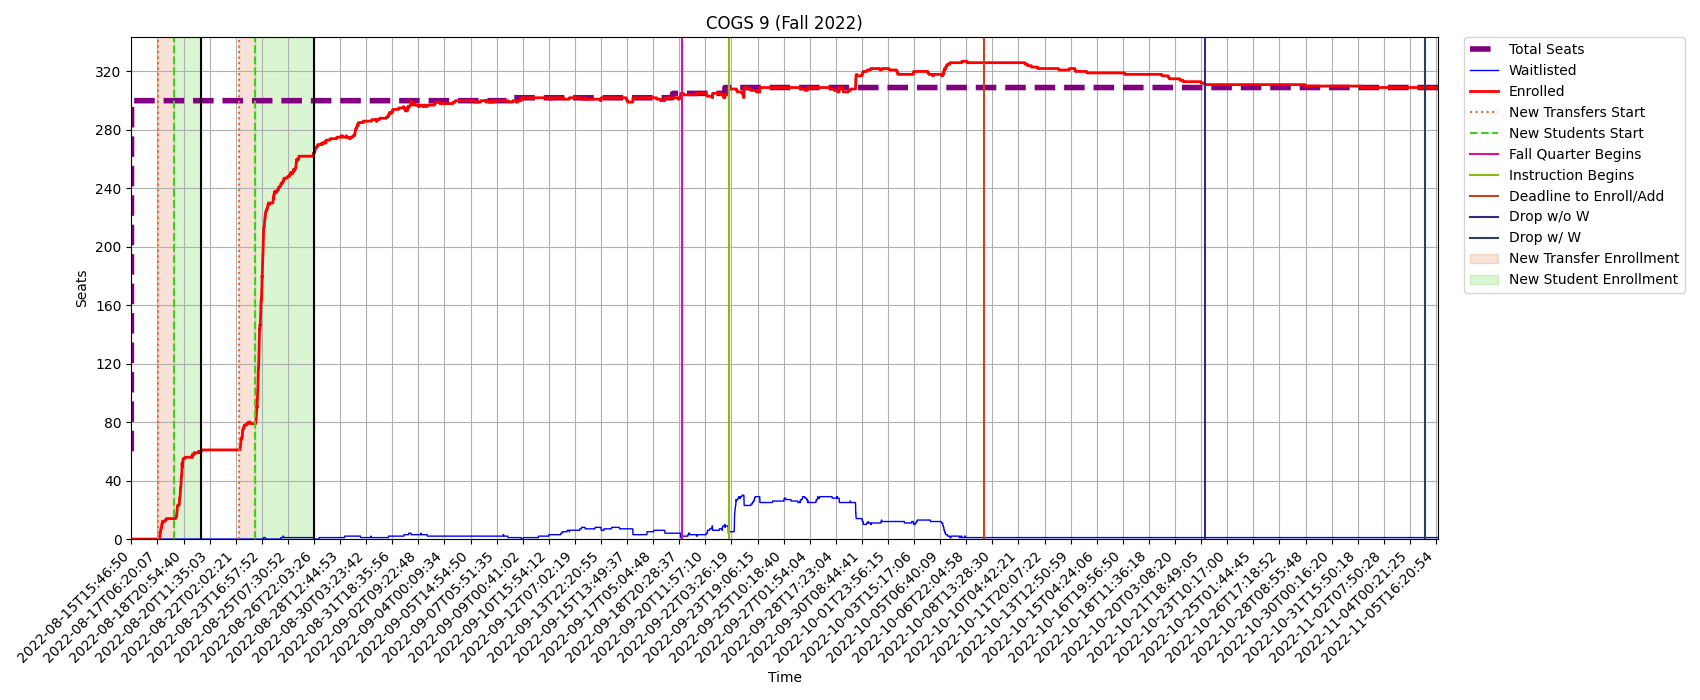 COGS 9 (Fall 2022)
Seats
320
280
240
200
160
120
80
40
0
2022-08-15T15:46:50
2022-08-17T06:20:07
2022-08-18T20:54:40
2022-08-20T11:35:03
2022-08-22T02:02:21
2022-08-23T16:57:52
2022-08-25T07:30:52
2022-08-26T22:03:26
2022-08-28T12:44:53
2022-08-30T03:23:42
2022-08-31T18:35:56
2022-09-02T09:22:48
2022-09-04T00:09:34
2022-09-05T14:54:50
2022-09-07T05:51:35
2022-09-09T00:41:02
2022-09-10T15:54:12
2022-09-12T07:02:19
2022-09-13T22:20:55
2022-09-15T13:49:37
2022-09-17T05:04:48
2022-09-18T20:28:37
2022-09-20T11:57:10
2022-09-22T03:26:19
2022-09-23T19:06:15
2022-09-25T10:18:40
2022-09-27T01:54:04
2022-09-28T17:23:04
2022-09-30T08:44:41
2022-10-01T23:56:15
2022-10-03T15:17:06
2022-10-05T06:40:09
2022-10-06T22:04:58
2022-10-08T13:28:30
2022-10-10T04:42:21
2022-10-11T20:07:22
2022-10-13T12:50:59
2022-10-15T04:24:06
2022-10-16T19:56:50
2022-10-18T11:36:18
2022-10-20T03:08:20
2022-10-21T18:49:05
2022-10-23T10:17:00
2022-10-25T01:44:45
2022-10-26T17:18:52
2022-10-28T08:55:48
2022-10-30T00:16:20
2022-10-31T15:50:18
2022-11-02T07:50:28
2022-11-04T00:21:25
2022-11-05T16:20:54
Time
Total Seats
Waitlisted
Enrolled
New Transfers Start
New Students Start
Fall Quarter Begins
Instruction Begins
Deadline to Enroll/Add
Drop w/o W
Drop w/ W
New Transfer Enrollment
New Student Enrollment